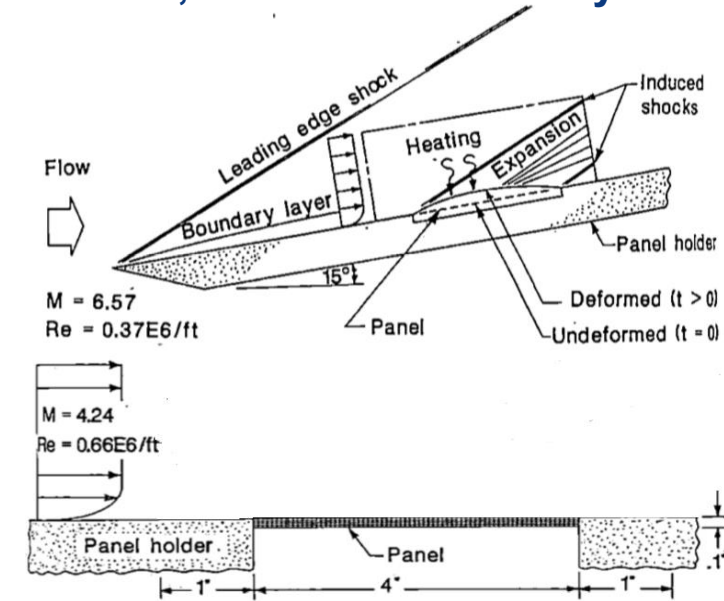 Induced
shocks
Leading edge shock
Heating
Expansion
Flow
Boundary layer
Panel holder
15°
M = 6.57
Re = 0.37E6/ft
Deformed (t > 0)
Panel
Undeformed (t = 0)
M = 4.24
Re = 0.66E6/ft
Panel holder
Panel
.1"
1"
4"
1"